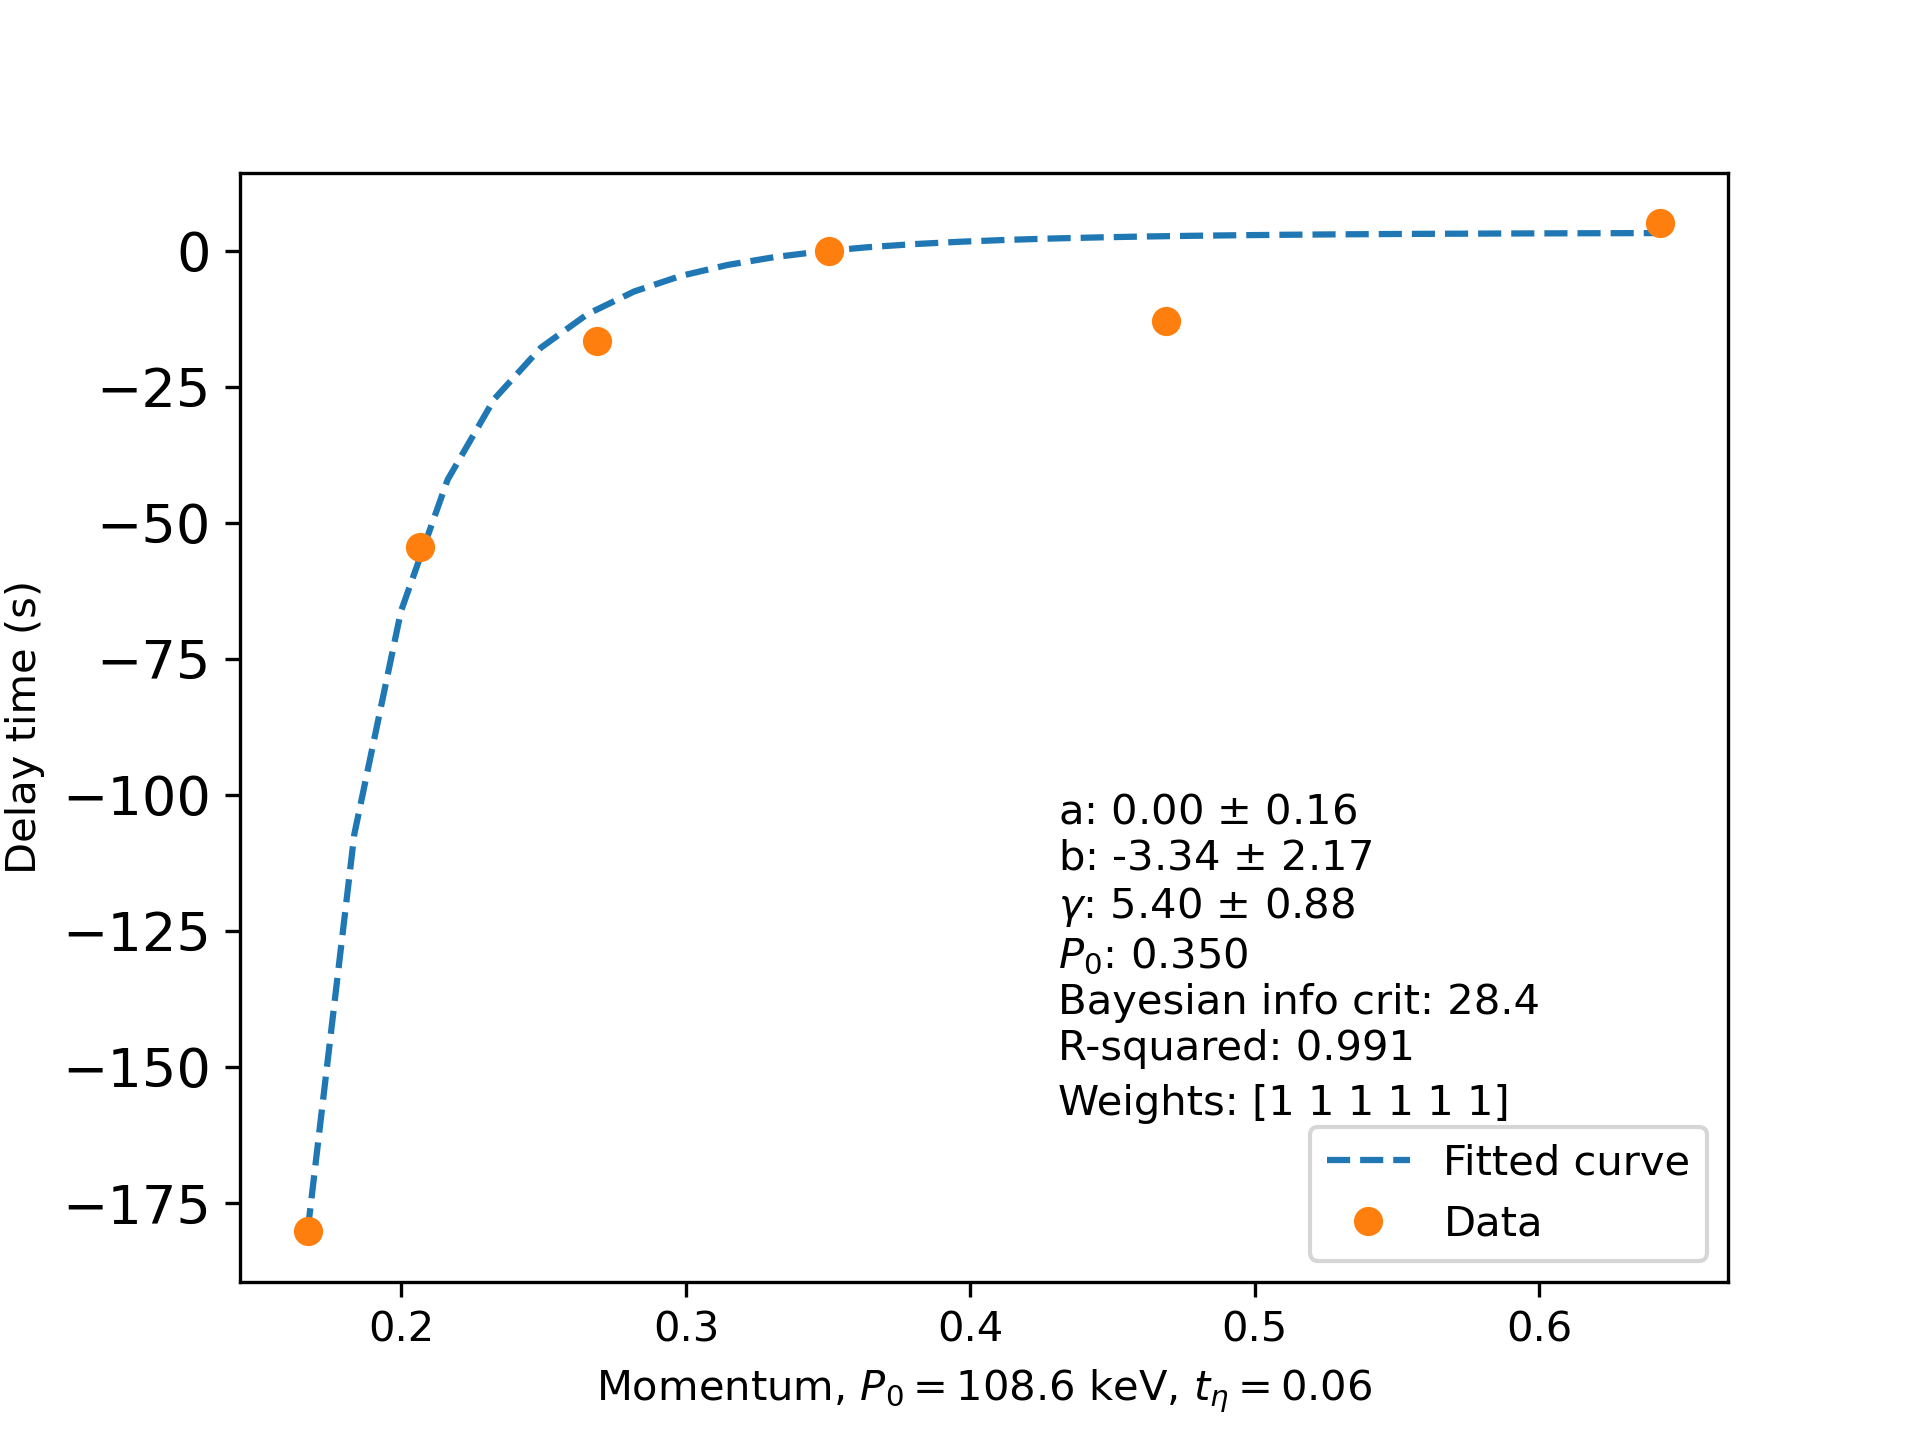 0
−25
−50
−75
−100
−125
−150
−175
Delay time (s)
a: 0.00 ± 0.16
b: -3.34 ± 2.17
γ: 5.40 ± 0.88
P₀: 0.350
Bayesian info crit: 28.4
R-squared: 0.991
Weights: [1 1 1 1 1 1]
Fitted curve
Data
0.2 0.3 0.4 0.5 0.6
Momentum, P₀ = 108.6 keV, t_η = 0.06